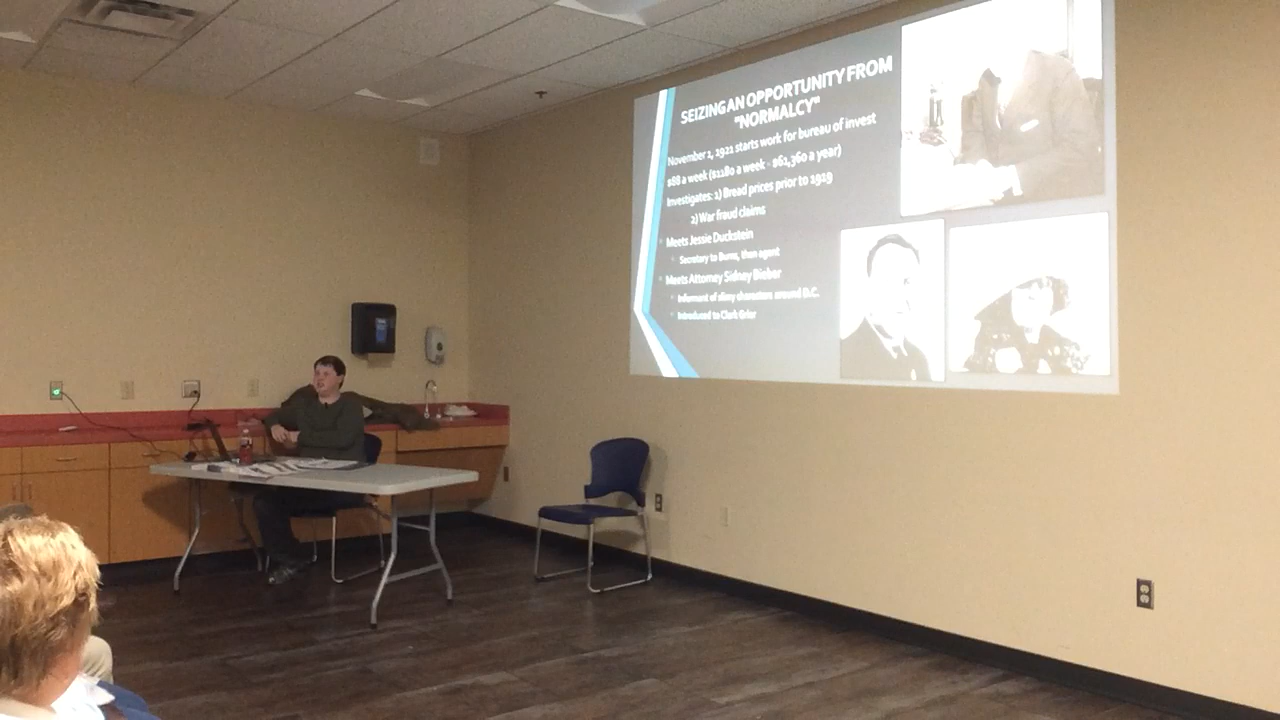 SEIZING AN OPPORTUNITY FROM
"NORMALCY"
November 1, 1921 starts work for bureau of invest
$68 a week ($1180 a week - $61,360 a year)
Investigates: 1) Bread prices prior to 1919
2) War fraud claims
Meets Jessie Duckstein
Secretary to Burns, then agent
Meets Attorney Sidney Bieber
Informant of slimy characters around D.C.
Introduced to Clark Grier